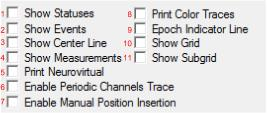 1 Show Statuses
2 Show Events
3 Show Center Line
4 Show Measurements
5 Print Neurovirtual
6 Enable Periodic Channels Trace
7 Enable Manual Position Insertion
8 Print Color Traces
9 Epoch Indicator Line
10 Show Grid
11 Show Subgrid